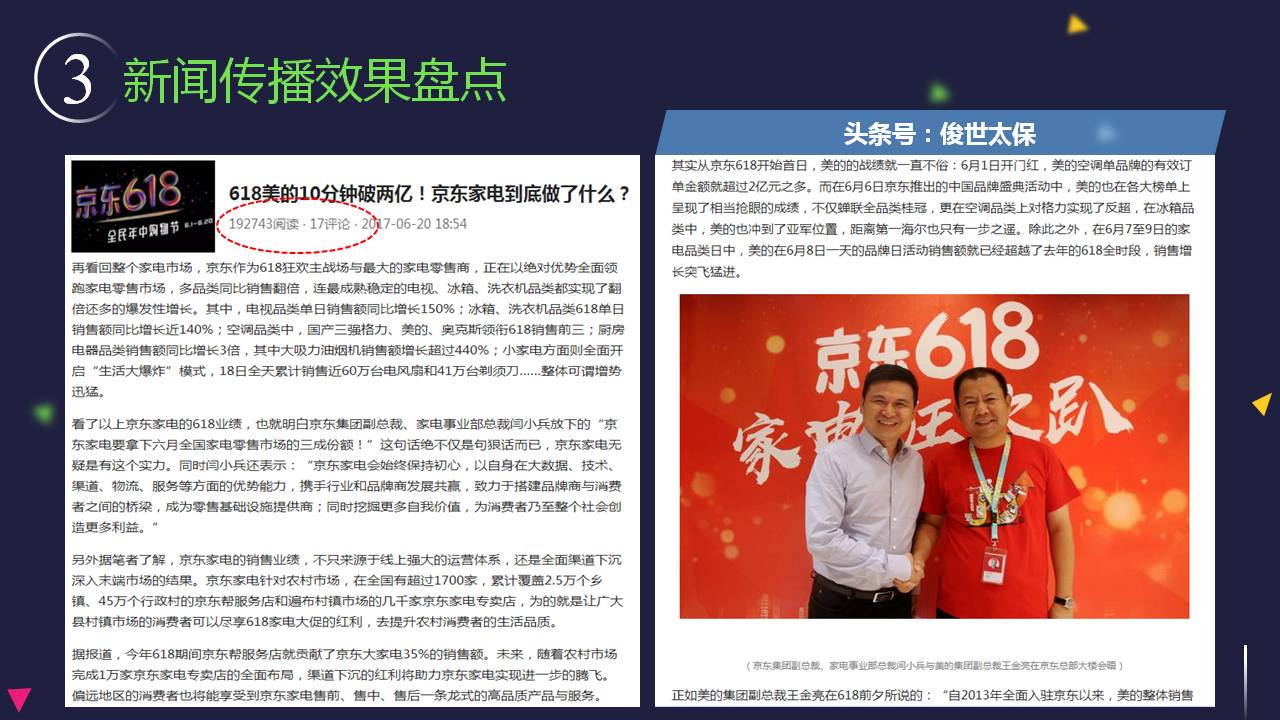 3 新闻传播效果盘点
京东618
全民年中购物节 6.1-6.20
618美的10分钟破两亿！京东家电到底做了什么？
192743阅读 · 17评论 · 2017-06-20 18:54
再看回整个家电市场，京东作为618狂欢主战场与最大的家电零售商，正在以绝对优势全面领
跑家电零售市场，多品类同比销售翻倍，连最成熟稳定的电视、冰箱、洗衣机品类都实现了翻
倍还多的爆发性增长。其中，电视品类单日销售额同比增长150%；冰箱、洗衣机品类618单日
销售额同比增长近140%；空调品类中，国产三强格力、美的、奥克斯领衔618销售前三；厨房
电器品类销售额同比增长3倍，其中大吸力油烟机销售额增长超过440%；小家电方面则全面开
启“生活大爆炸”模式，18日全天累计销售近60万台电风扇和41万台剃须刀......整体可谓增势
迅猛。
看了以上京东家电的618业绩，也就明白京东集团副总裁、家电事业部总裁闫小兵放下的“京
东家电要拿下六月全国家电零售市场的三成份额！”这句话绝不仅是句狠话而已，京东家电无
疑是有这个实力。同时闫小兵还表示：“京东家电会始终保持初心，以自身在大数据、技术、
渠道、物流、服务等方面的优势能力，携手行业和品牌商发展共赢，致力于搭建品牌商与消费
者之间的桥梁，成为零售基础设施提供商；同时挖掘更多自我价值，为消费者乃至整个社会创
造更多利益。“
另外据笔者了解，京东家电的销售业绩，不只来源于线上强大的运营体系，还是全面渠道下沉
深入末端市场的结果。京东家电针对农村市场，在全国有超过1700家，累计覆盖2.5万个乡
镇、45万个行政村的京东帮服务店和遍布村镇市场的几千家京东家电专卖店，为的就是让广大
县村镇市场的消费者可以尽享618家电大促的红利，去提升农村消费者的生活品质。
据报道，今年618期间京东帮服务店就贡献了京东大家电35%的销售额。未来，随着农村市场
完成1万家京东家电专卖店的全面布局，渠道下沉的红利将助力京东家电实现进一步的腾飞。
偏远地区的消费者也将能享受到京东家电售前、售中、售后一条龙式的高品质产品与服务。
头条号：俊世太保
其实从京东618开始首日，美的的战绩就一直不俗：6月1日开门红，美的空调单品牌的有效订
单金额就超过2亿元之多。而在6月6日京东推出的中国品牌盛典活动中，美的也在各大榜单上
呈现了相当抢眼的成绩，不仅蝉联全品类桂冠，更在空调品类上对格力实现了反超，在冰箱品
类中，美的也冲到了亚军位置，距离第一海尔也只有一步之遥。除此之外，在6月7至9日的家
电品类日中，美的在6月8日一天的品牌日活动销售额就已经超越了去年的618全时段，销售增
长突飞猛进。
京东618
家电王之趴
（京东集团副总裁、家电事业部总裁闫小兵与美的集团副总裁王金亮在京东总部大楼会晤）
正如美的集团副总裁王金亮在618前夕所说的：“自2013年全面入驻京东以来，美的整体销售